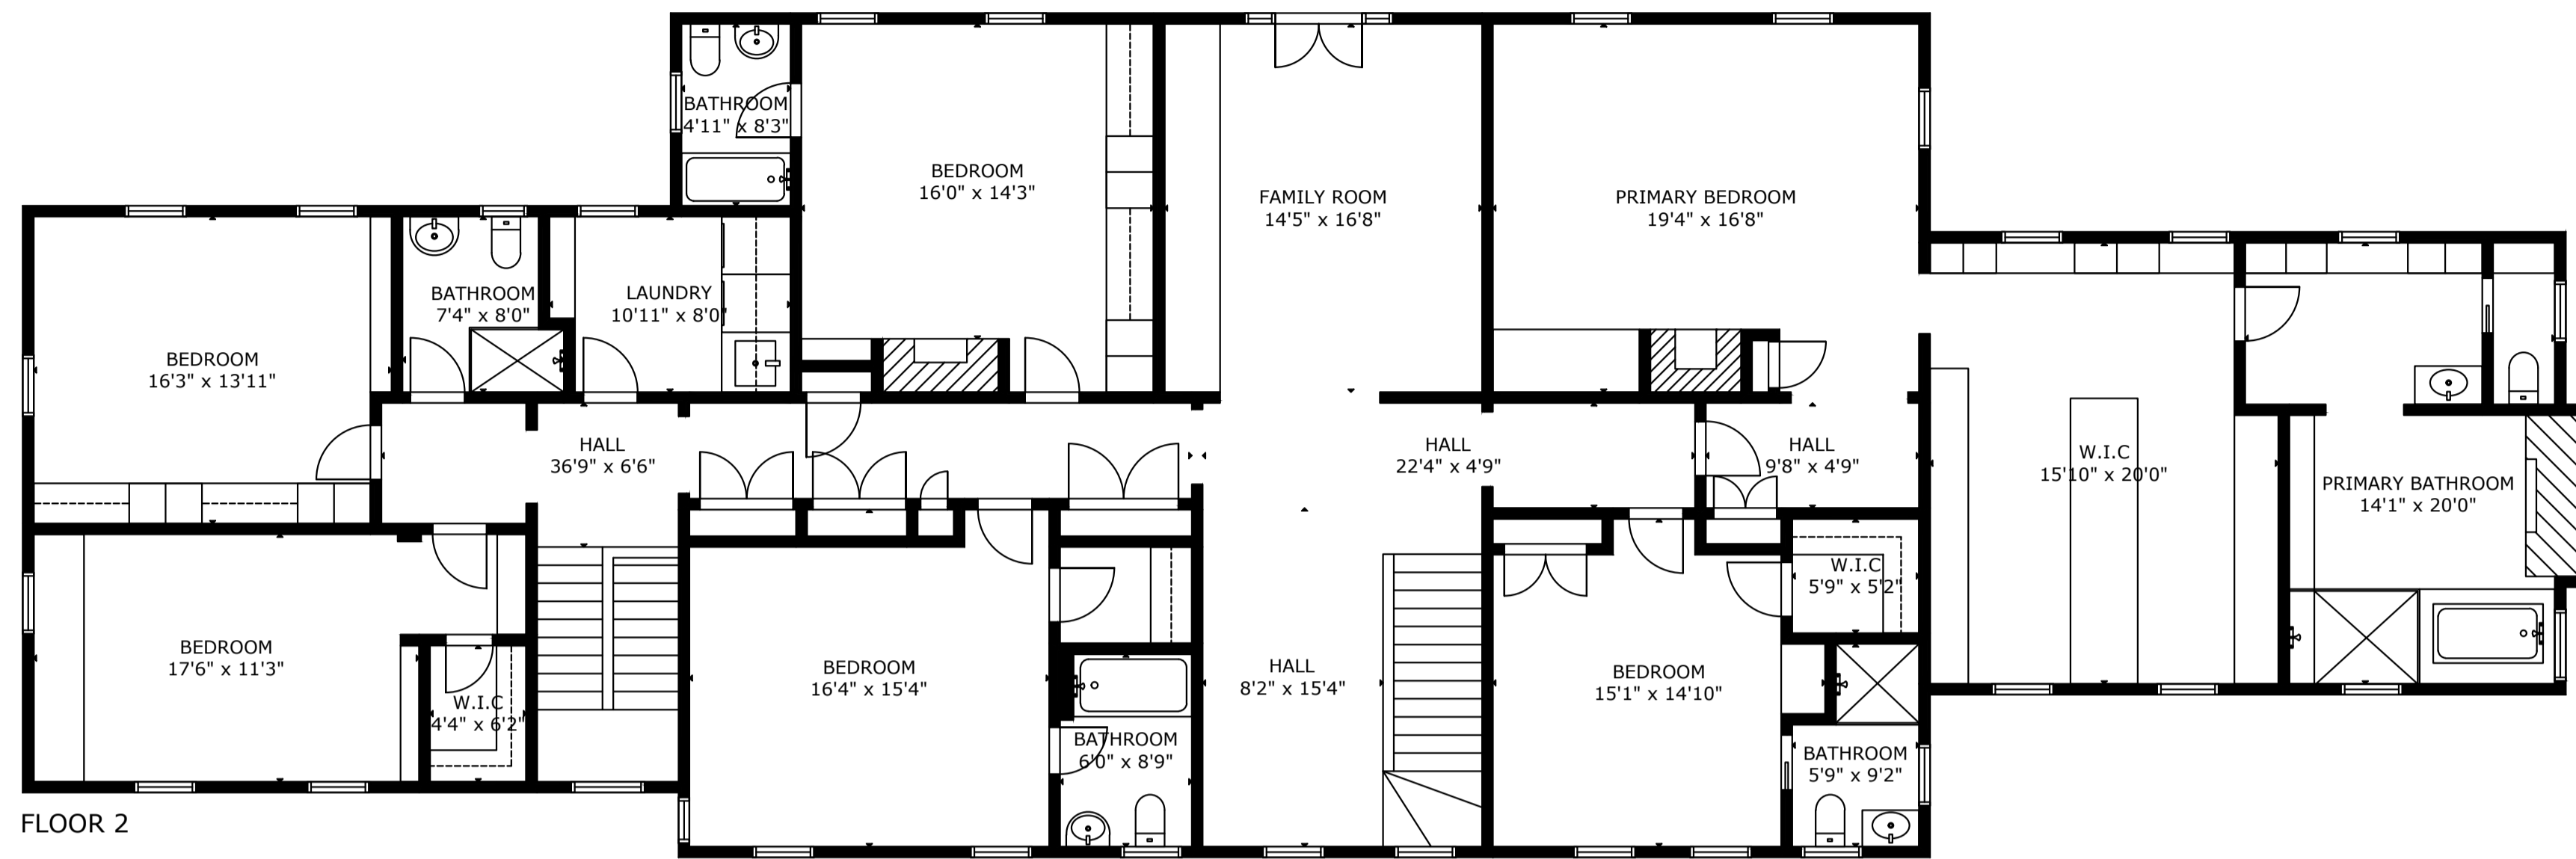 BATHROOM
4'11" x 8'3"
BEDROOM
16'0" x 14'3"
FAMILY ROOM
14'5" x 16'8"
PRIMARY BEDROOM
19'4" x 16'8"
BEDROOM
16'3" x 13'11"
BATHROOM
7'4" x 8'0"
LAUNDRY
10'11" x 8'0"
HALL
36'9" x 6'6"
HALL
22'4" x 4'9"
HALL
9'8" x 4'9"
W.I.C
15'10" x 20'0"
PRIMARY BATHROOM
14'1" x 20'0"
BEDROOM
17'6" x 11'3"
W.I.C
4'4" x 6'2"
BEDROOM
16'4" x 15'4"
BATHROOM
6'0" x 8'9"
HALL
8'2" x 15'4"
BEDROOM
15'1" x 14'10"
W.I.C
5'9" x 5'2"
BATHROOM
5'9" x 9'2"
FLOOR 2